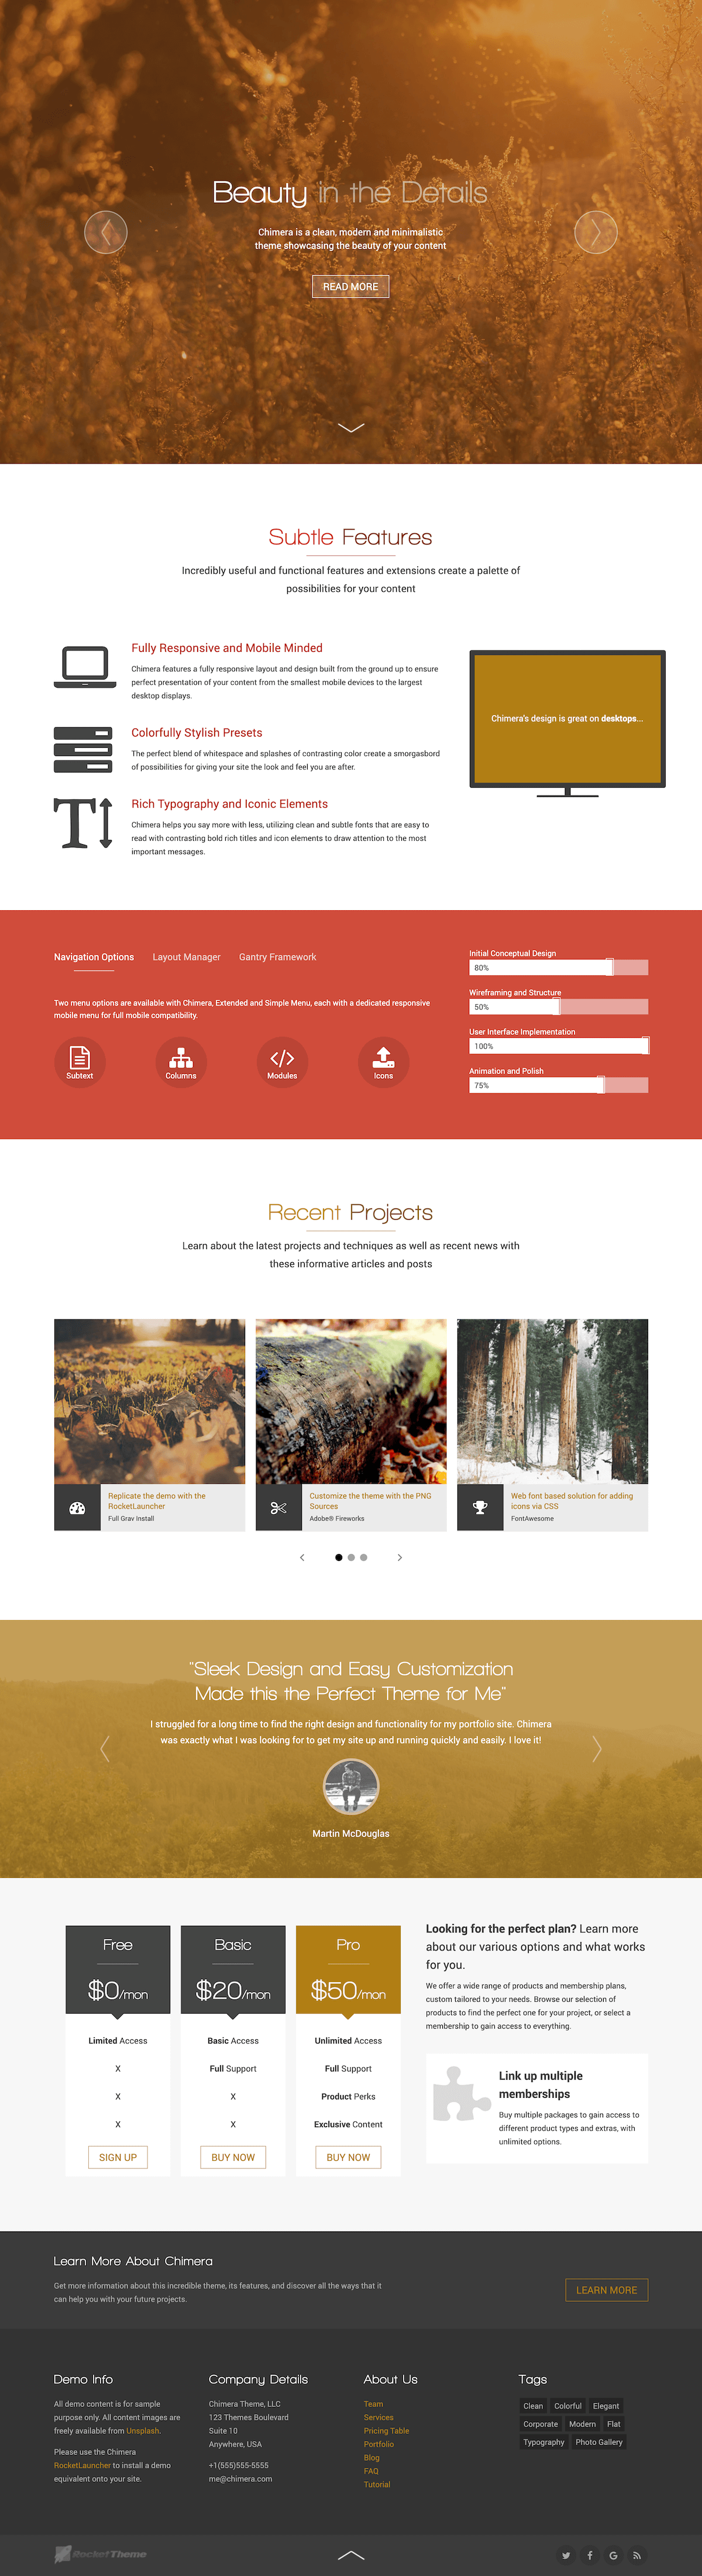 Beauty in the Details
Chimera is a clean, modern and minimalistic
theme showcasing the beauty of your content
READ MORE
Subtle Features
Incredibly useful and functional features and extensions create a palette of
possibilities for your content
Fully Responsive and Mobile Minded
Chimera features a fully responsive layout and design built from the ground up to ensure
perfect presentation of your content from the smallest mobile devices to the largest
desktop displays.
Colorfully Stylish Presets
The perfect blend of whitespace and splashes of contrasting color create a smorgasbord
of possibilities for giving your site the look and feel you are after.
Rich Typography and Iconic Elements
Chimera helps you say more with less, utilizing clean and subtle fonts that are easy to
read with contrasting bold rich titles and icon elements to draw attention to the most
important messages.
Chimera's design is great on desktops...
Navigation Options
Layout Manager
Gantry Framework
Two menu options are available with Chimera, Extended and Simple Menu, each with a dedicated responsive
mobile menu for full mobile compatibility.
Subtext
Columns
Modules
Icons
Initial Conceptual Design
80%
Wireframing and Structure
50%
User Interface Implementation
100%
Animation and Polish
75%
Recent Projects
Learn about the latest projects and techniques as well as recent news with
these informative articles and posts
Replicate the demo with the
RocketLauncher
Full Grav Install
Customize the theme with the PNG
Sources
Adobe® Fireworks
Web font based solution for adding
icons via CSS
FontAwesome
"Sleek Design and Easy Customization
Made this the Perfect Theme for Me"
I struggled for a long time to find the right design and functionality for my portfolio site. Chimera
was exactly what I was looking for to get my site up and running quickly and easily. I love it!
Martin McDouglas
Free
$0/mon
Limited Access
X
X
X
SIGN UP
Basic
$20/mon
Basic Access
Full Support
X
X
BUY NOW
Pro
$50/mon
Unlimited Access
Full Support
Product Perks
Exclusive Content
BUY NOW
Looking for the perfect plan? Learn more
about our various options and what works
for you.
We offer a wide range of products and membership plans,
custom tailored to your needs. Browse our selection of
products to find the perfect one for your project, or select a
membership to gain access to everything.
Link up multiple
memberships
Buy multiple packages to gain access to
different product types and extras, with
unlimited options.
Learn More About Chimera
Get more information about this incredible theme, its features, and discover all the ways that it
can help you with your future projects.
LEARN MORE
Demo Info
All demo content is for sample
purpose only. All content images are
freely available from Unsplash.
Please use the Chimera
RocketLauncher to install a demo
equivalent onto your site.
Company Details
Chimera Theme, LLC
123 Themes Boulevard
Suite 10
Anywhere, USA
+1(555)555-5555
me@chimera.com
About Us
Team
Services
Pricing Table
Portfolio
Blog
FAQ
Tutorial
Tags
Clean Colorful Elegant
Corporate Modern Flat
Typography Photo Gallery
RocketTheme